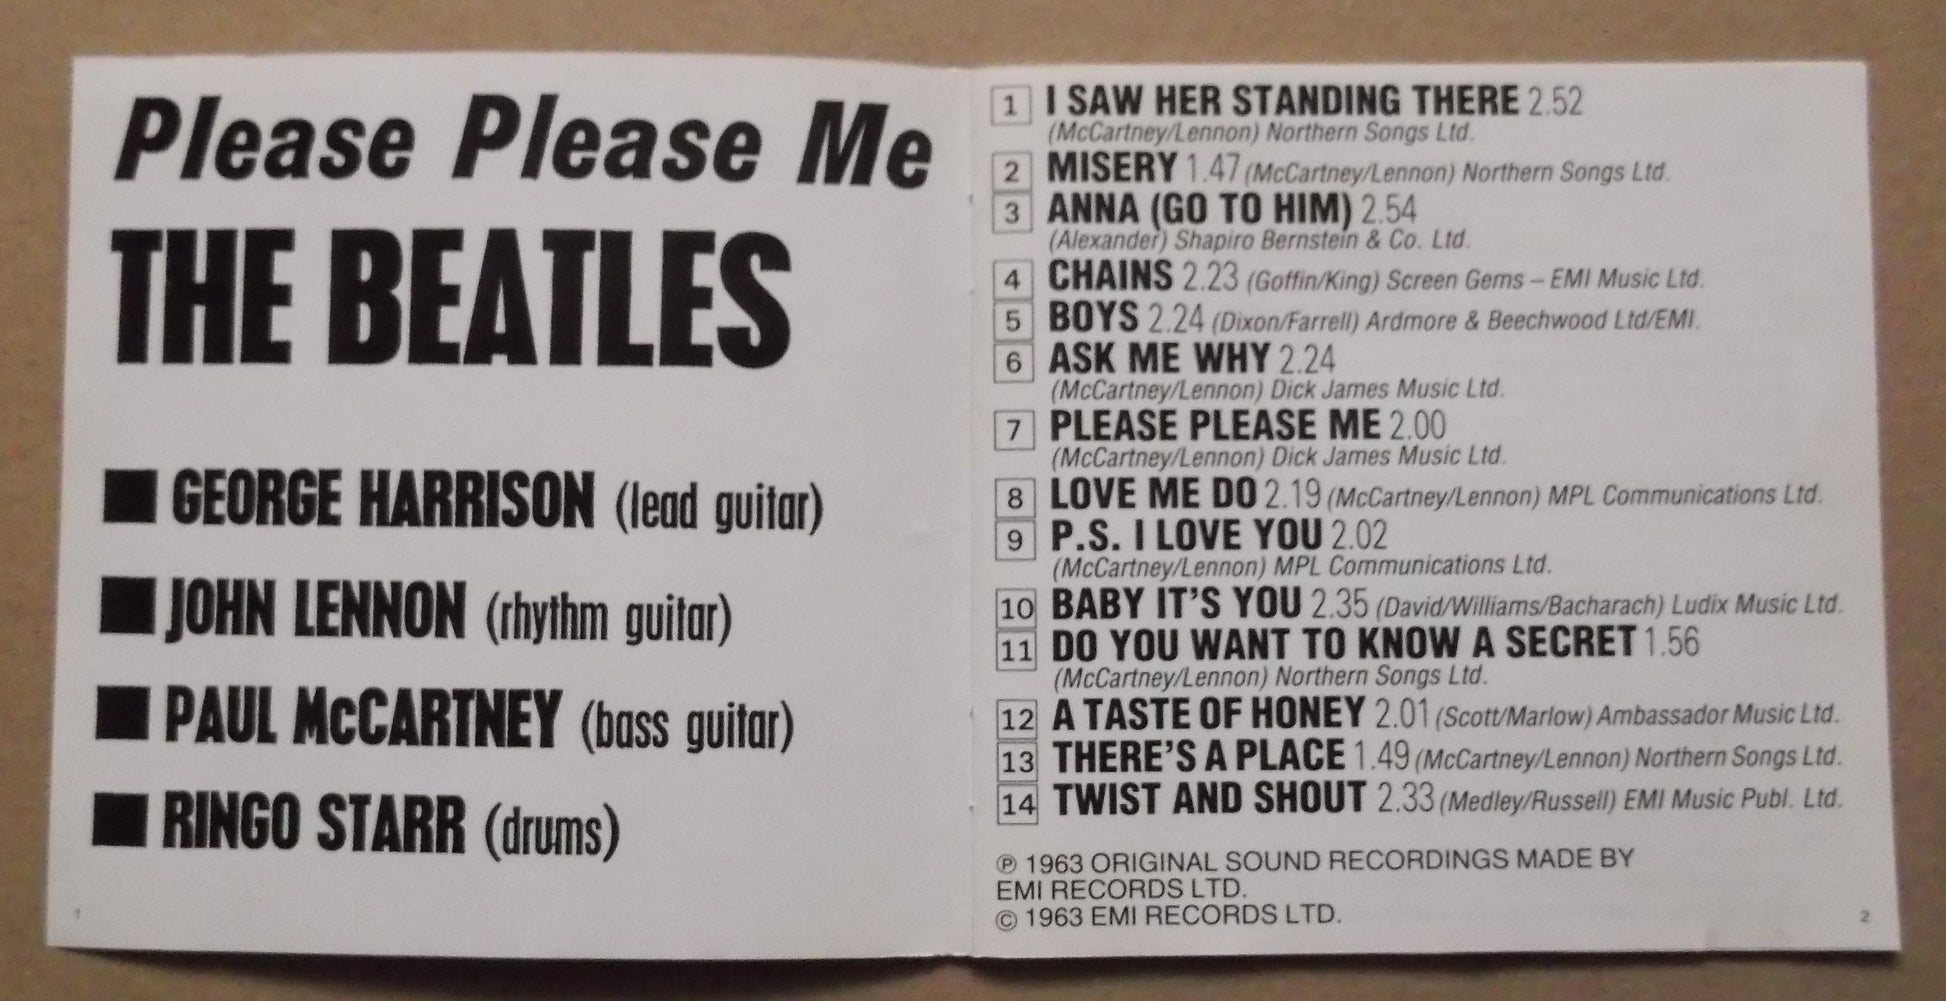 Please Please Me
THE BEATLES
GEORGE HARRISON (lead guitar)
JOHN LENNON (rhythm guitar)
PAUL McCARTNEY (bass guitar)
RINGO STARR (drums)
1
1 I SAW HER STANDING THERE 2.52
(McCartney/Lennon) Northern Songs Ltd.
2 MISERY 1.47 (McCartney/Lennon) Northern Songs Ltd.
3 ANNA (GO TO HIM) 2.54
(Alexander) Shapiro Bernstein & Co. Ltd.
4 CHAINS 2.23 (Goffin/King) Screen Gems – EMI Music Ltd.
5 BOYS 2.24 (Dixon/Farrell) Ardmore & Beechwood Ltd/EMI.
6 ASK ME WHY 2.24
(McCartney/Lennon) Dick James Music Ltd.
7 PLEASE PLEASE ME 2.00
(McCartney/Lennon) Dick James Music Ltd.
8 LOVE ME DO 2.19 (McCartney/Lennon) MPL Communications Ltd.
9 P.S. I LOVE YOU 2.02
(McCartney/Lennon) MPL Communications Ltd.
10 BABY IT'S YOU 2.35 (David/Williams/Bacharach) Ludix Music Ltd.
11 DO YOU WANT TO KNOW A SECRET 1.56
(McCartney/Lennon) Northern Songs Ltd.
12 A TASTE OF HONEY 2.01 (Scott/Marlow) Ambassador Music Ltd.
13 THERE'S A PLACE 1.49 (McCartney/Lennon) Northern Songs Ltd.
14 TWIST AND SHOUT 2.33 (Medley/Russell) EMI Music Publ. Ltd.
℗ 1963 ORIGINAL SOUND RECORDINGS MADE BY
EMI RECORDS LTD.
© 1963 EMI RECORDS LTD.
2